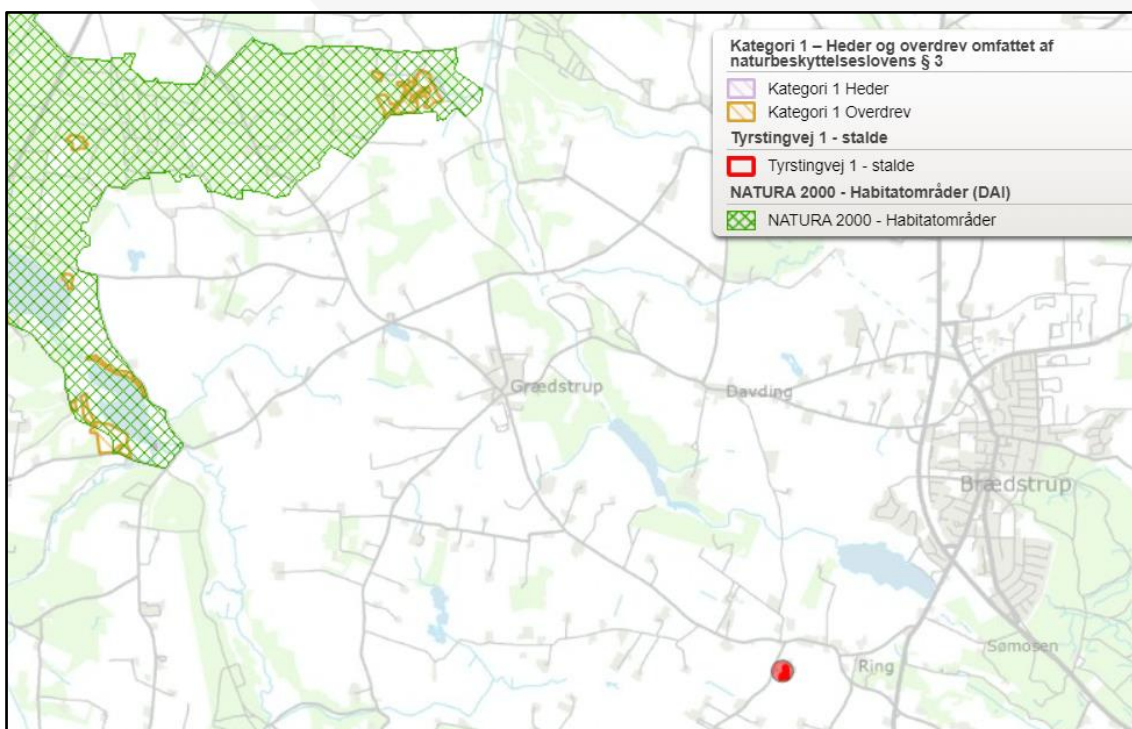 Kategori 1 – Heder og overdrev omfattet af
naturbeskyttelseslovens § 3
Kategori 1 Heder
Kategori 1 Overdrev
Tyrstingvej 1 - stalde
Tyrstingvej 1 - stalde
NATURA 2000 - Habitatområder (DAI)
NATURA 2000 - Habitatområder
Grædstrup
Davding
Brædstrup
Sømosen
Ring